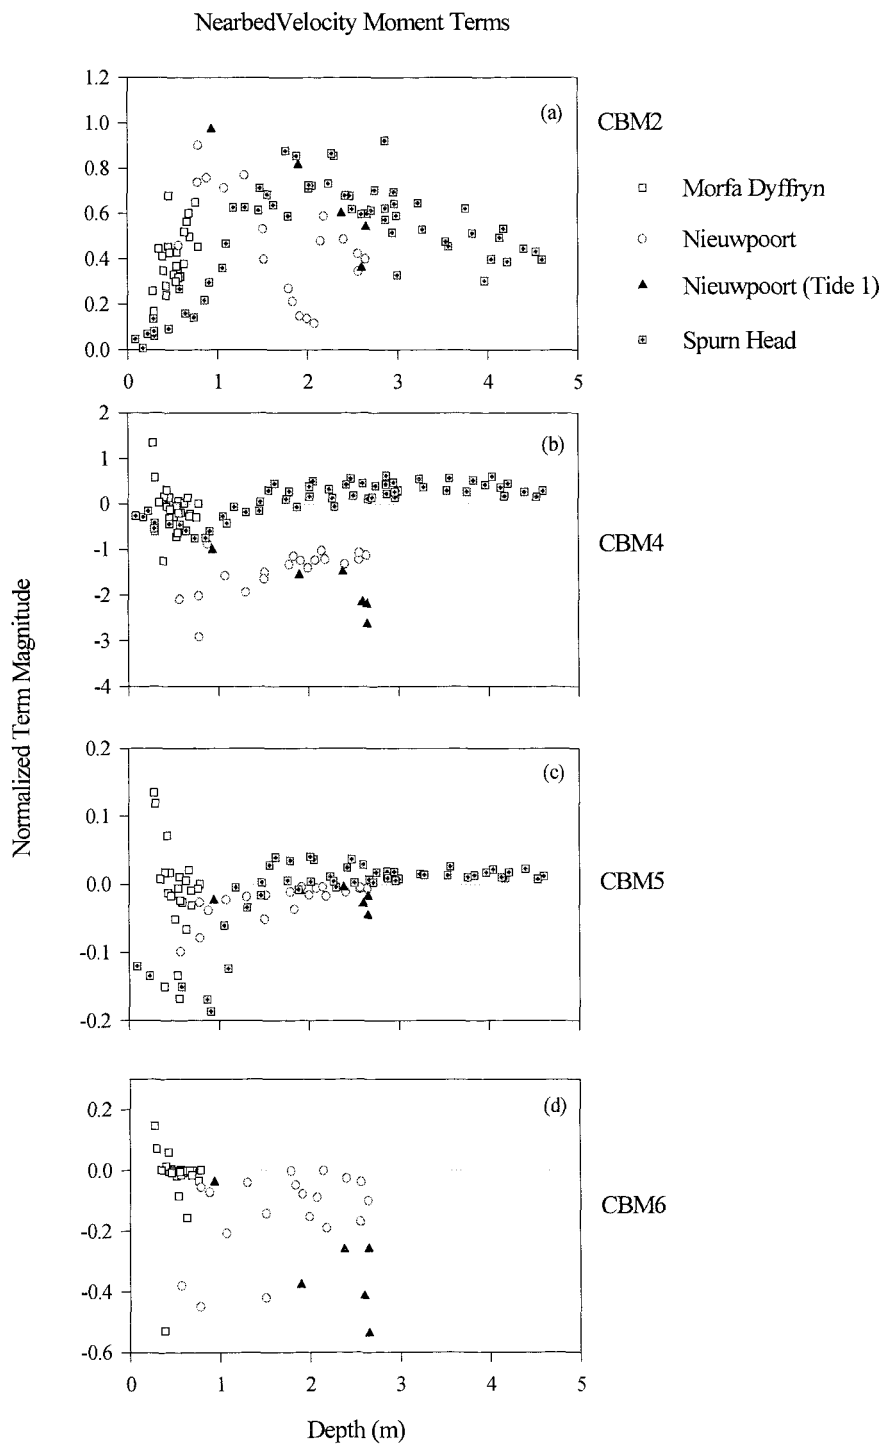 NearbedVelocity Moment Terms
1.2
1.0
0.8
0.6
0.4
0.2
0.0
(a)
0 1 2 3 4 5
CBM2
Morfa Dyffryn
Nieuwpoort
Nieuwpoort (Tide 1)
Spurn Head
2
1
0
-1
-2
-3
-4
(b)
CBM4
Normalized Term Magnitude
0.2
0.1
0.0
-0.1
-0.2
(c)
CBM5
0.2
0.0
-0.2
-0.4
-0.6
(d)
CBM6
0 1 2 3 4 5
Depth (m)